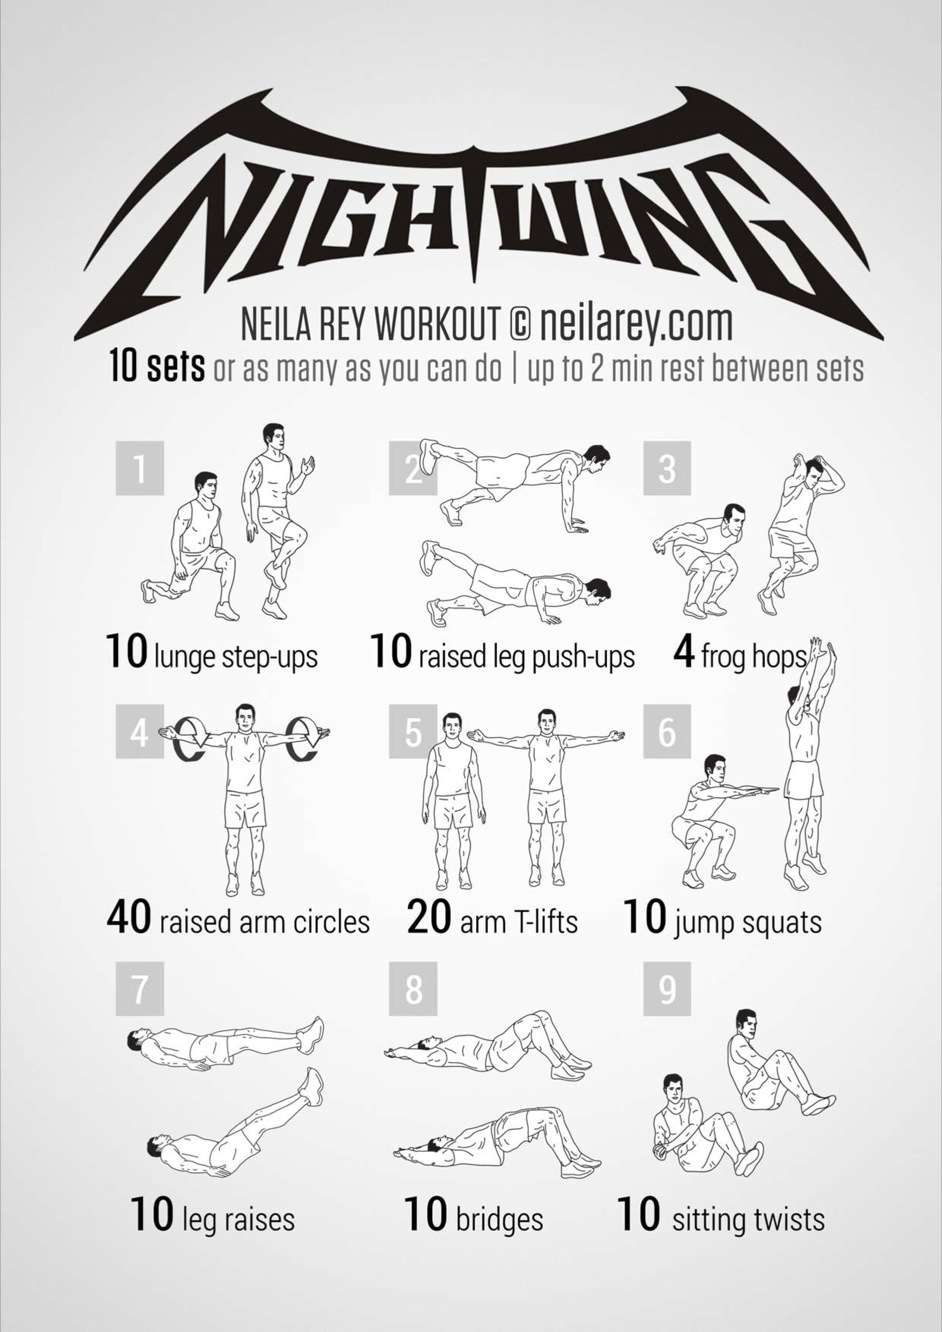 NIGHTWING
NEILA REY WORKOUT © neilarey.com
10 sets or as many as you can do | up to 2 min rest between sets
1
2
3
10 lunge step-ups
10 raised leg push-ups
4 frog hops
4
5
6
40 raised arm circles
20 arm T-lifts
10 jump squats
7
8
9
10 leg raises
10 bridges
10 sitting twists